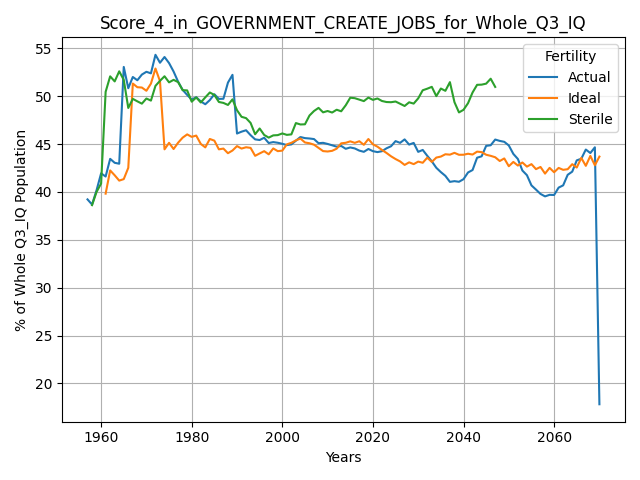 Score_4_in_GOVERNMENT_CREATE_JOBS_for_Whole_Q3_IQ
% of Whole Q3_IQ Population
55
50
45
40
35
30
25
20
Fertility
Actual
Ideal
Sterile
1960
1980
2000
2020
2040
2060
Years